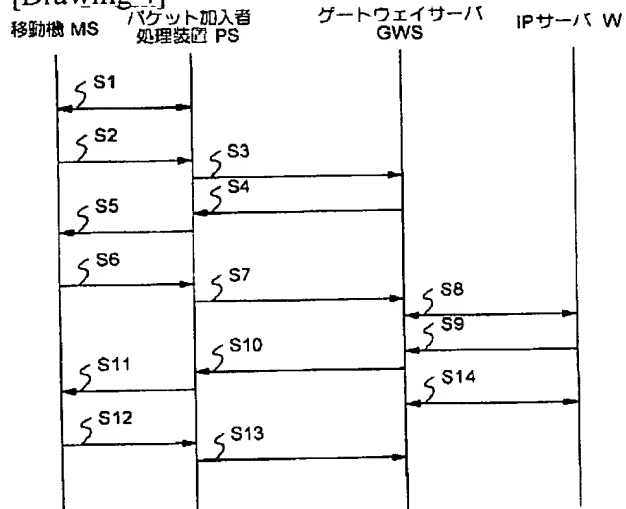 [Drawing 4]
移動機 MS
パケット加入者
処理装置 PS
ゲートウェイサーバ
GWS
IPサーバ W
S1
S2
S3
S4
S5
S6
S7
S8
S9
S10
S11
S14
S12
S13